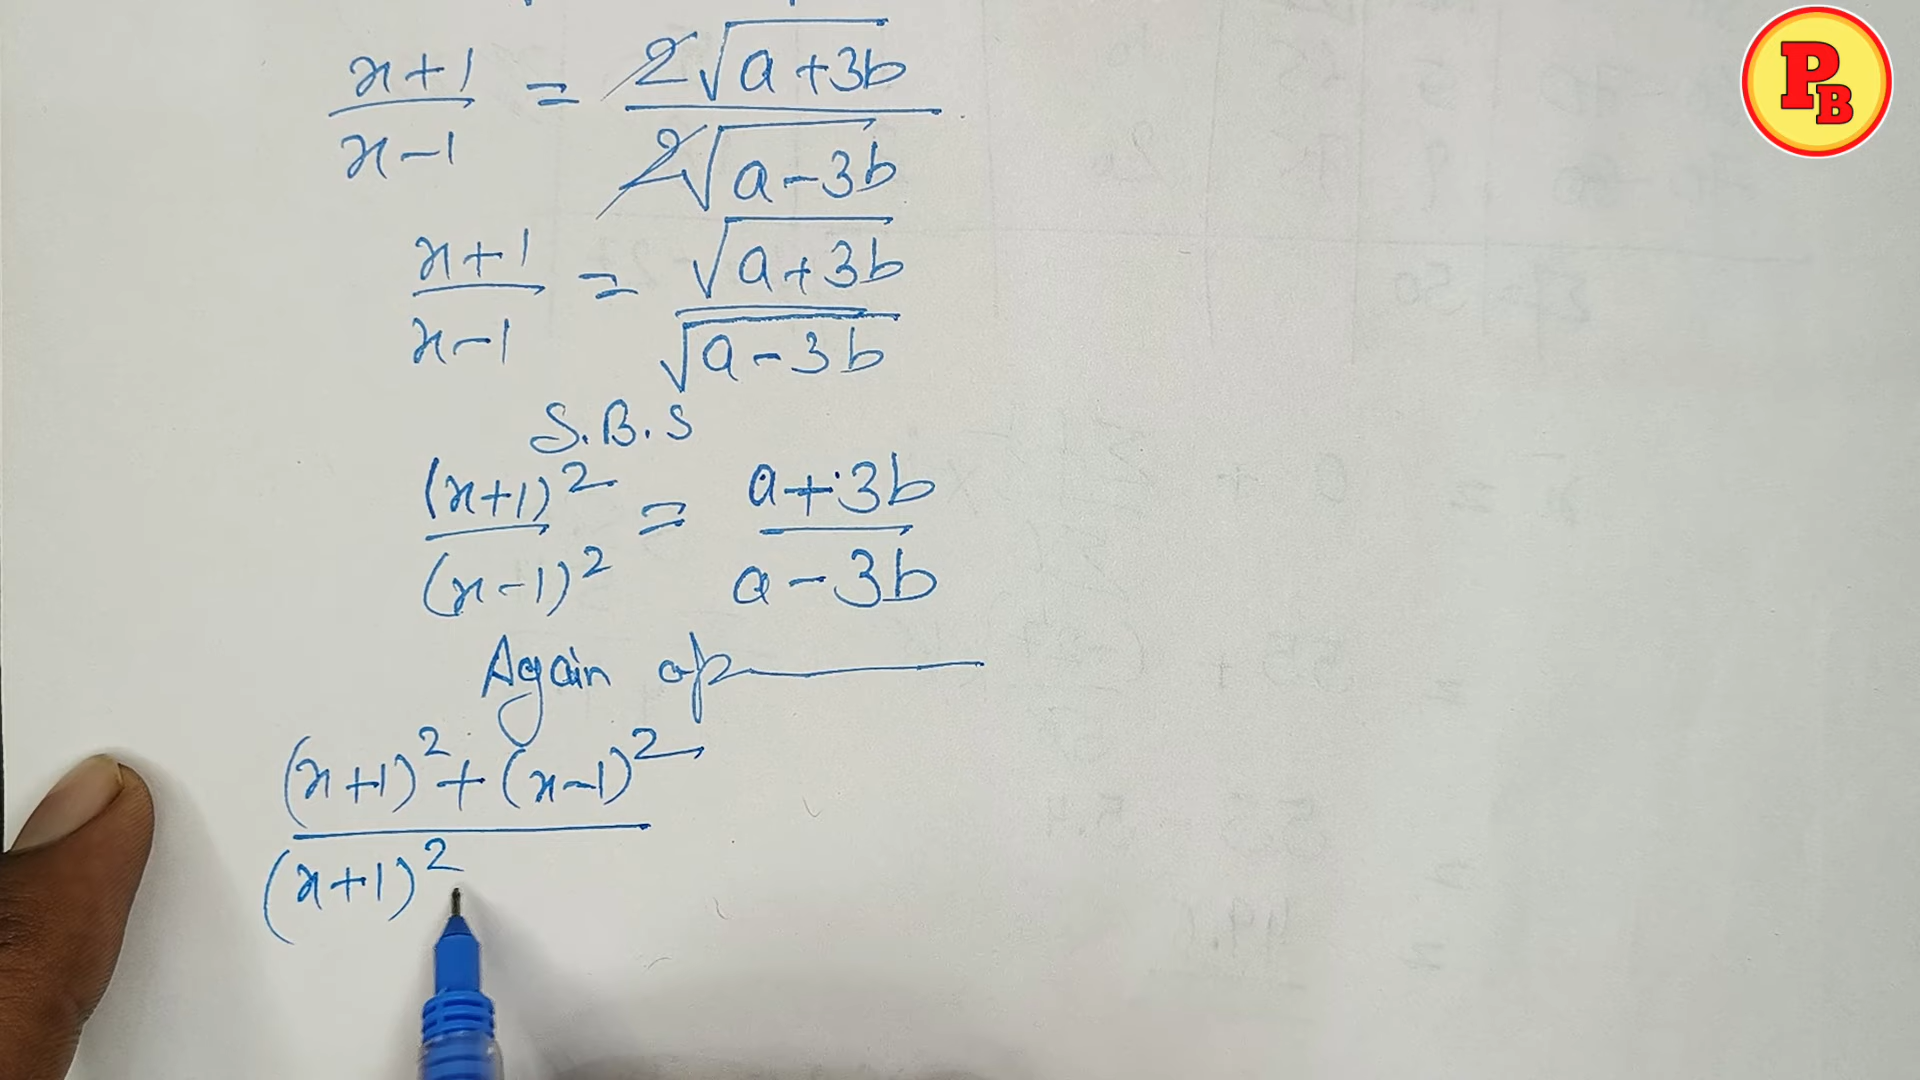 x+1 / x-1 = 2√(a+3b) / 2√(a-3b)
x+1 / x-1 = √(a+3b) / √(a-3b)
S.B.S
(x+1)² / (x-1)² = a+3b / a-3b
Again ap
(x+1)² + (x-1)²
(x+1)²
PB